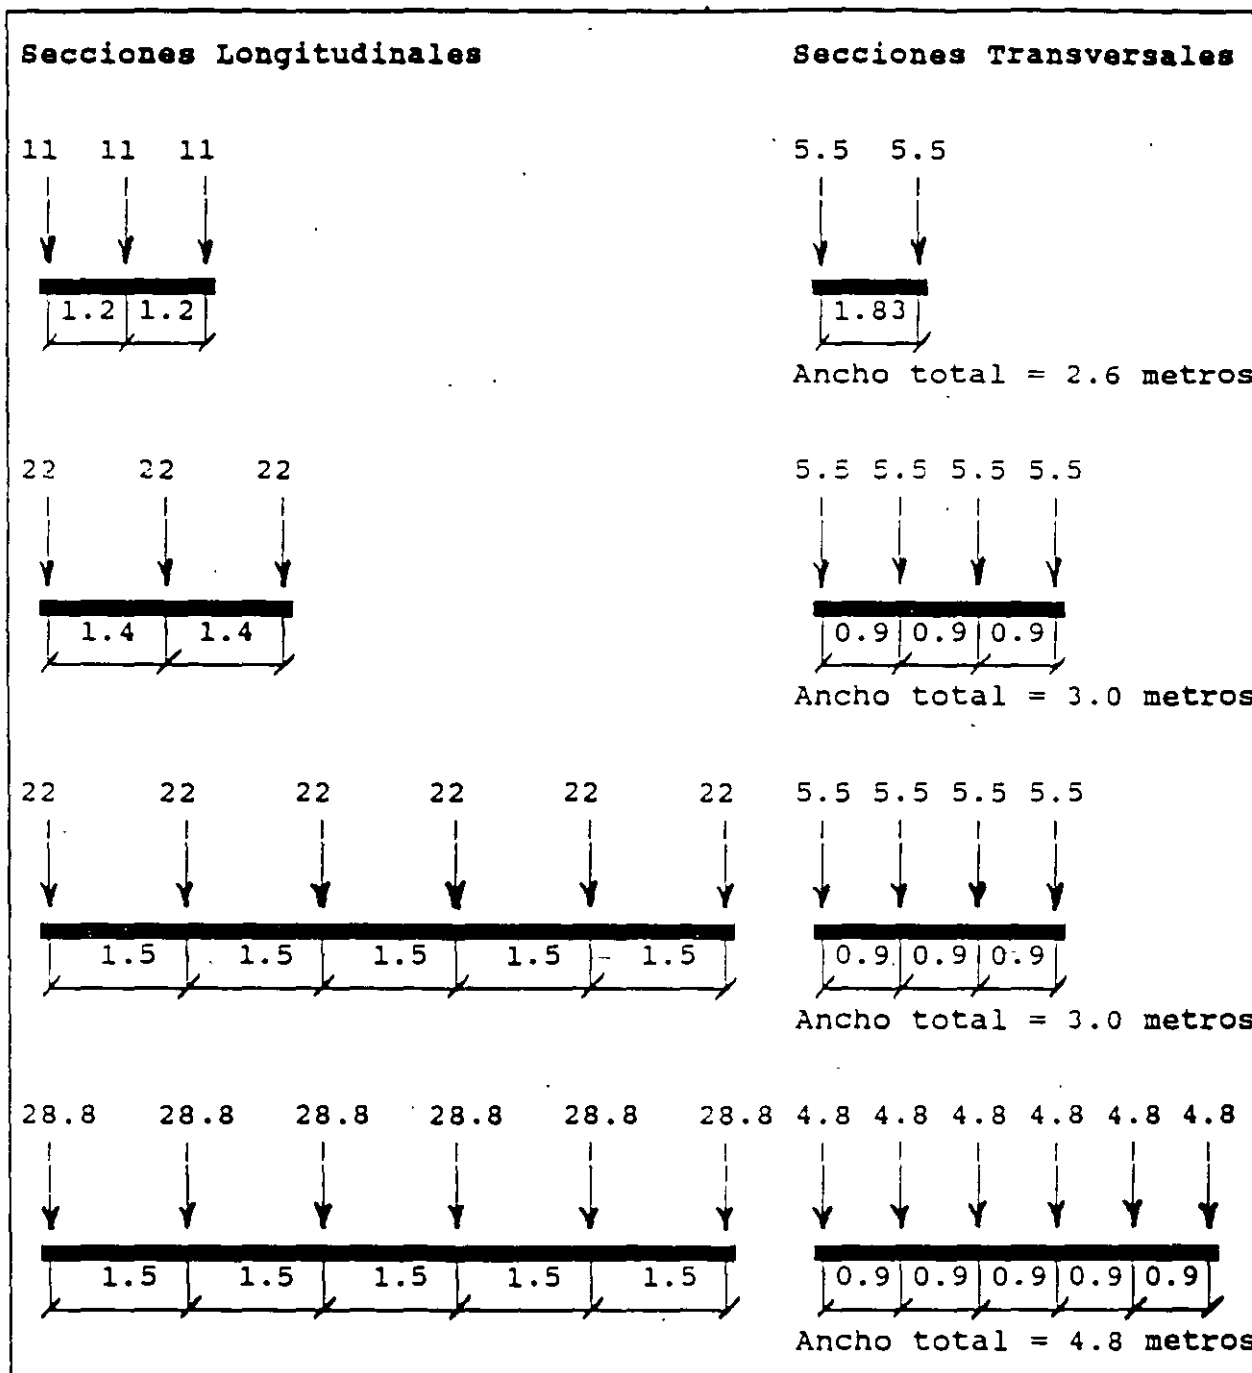 Secciones Longitudinales Secciones Transversales
11 11 11 5.5 5.5
1.2 1.2 1.83
Ancho total = 2.6 metros
22 22 22 5.5 5.5 5.5 5.5
1.4 1.4 0.9 0.9 0.9
Ancho total = 3.0 metros
22 22 22 22 22 22 5.5 5.5 5.5 5.5
1.5 1.5 1.5 1.5 1.5 0.9 0.9 0.9
Ancho total = 3.0 metros
28.8 28.8 28.8 28.8 28.8 28.8 4.8 4.8 4.8 4.8 4.8 4.8
1.5 1.5 1.5 1.5 1.5 0.9 0.9 0.9 0.9 0.9
Ancho total = 4.8 metros